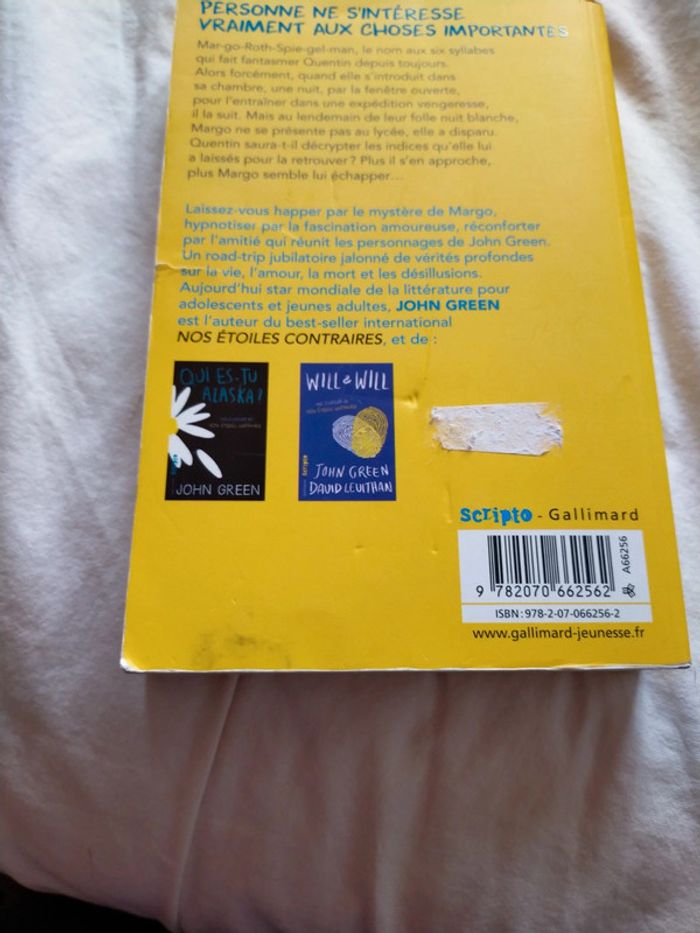 PERSONNE NE S'INTÉRESSE
VRAIMENT AUX CHOSES IMPORTANTES
Mar-go-Roth-Spie-gel-man, le nom aux six syllabes
qui fait fantasmer Quentin depuis toujours.
Alors forcément, quand elle s'introduit dans
sa chambre, une nuit, par la fenêtre ouverte,
pour l'entraîner dans une expédition vengeresse,
il la suit. Mais au lendemain de leur folle nuit blanche,
Margo ne se présente pas au lycée, elle a disparu.
Quentin saura-t-il décrypter les indices qu'elle lui
a laissés pour la retrouver ? Plus il s'en approche,
plus Margo semble lui échapper...
Laissez-vous happer par le mystère de Margo,
hypnotiser par la fascination amoureuse, réconforter
par l'amitié qui réunit les personnages de John Green.
Un road-trip jubilatoire jalonné de vérités profondes
sur la vie, l'amour, la mort et les désillusions.
Aujourd'hui star mondiale de la littérature pour
adolescents et jeunes adultes, JOHN GREEN
est l'auteur du best-seller international
NOS ÉTOILES CONTRAIRES, et de :
QUI ES-TU
ALASKA ?
JOHN GREEN
WILL & WILL
JOHN GREEN
DAVID LEVITHAN
scripto
scripto - Gallimard
9 782070 662562
A66256
ISBN : 978-2-07-066256-2
www.gallimard-jeunesse.fr